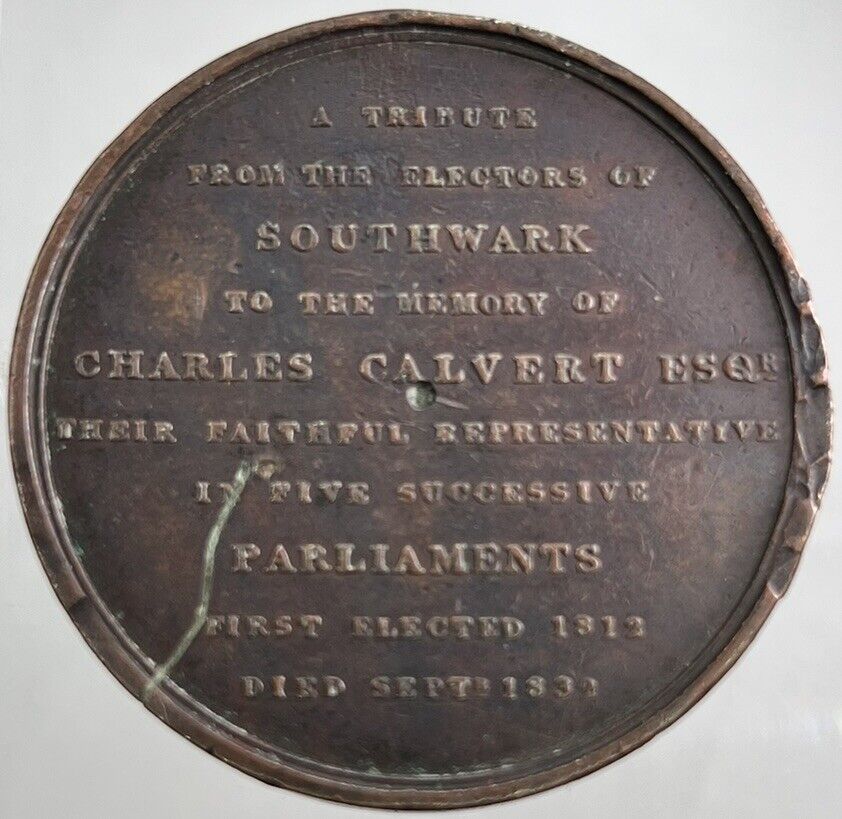 A TRIBUTE
FROM THE ELECTORS OF
SOUTHWARK
TO THE MEMORY OF
CHARLES CALVERT ESQR
THEIR FAITHFUL REPRESENTATIVE
IN FIVE SUCCESSIVE
PARLIAMENTS
FIRST ELECTED 1812
DIED SEPTR 1832